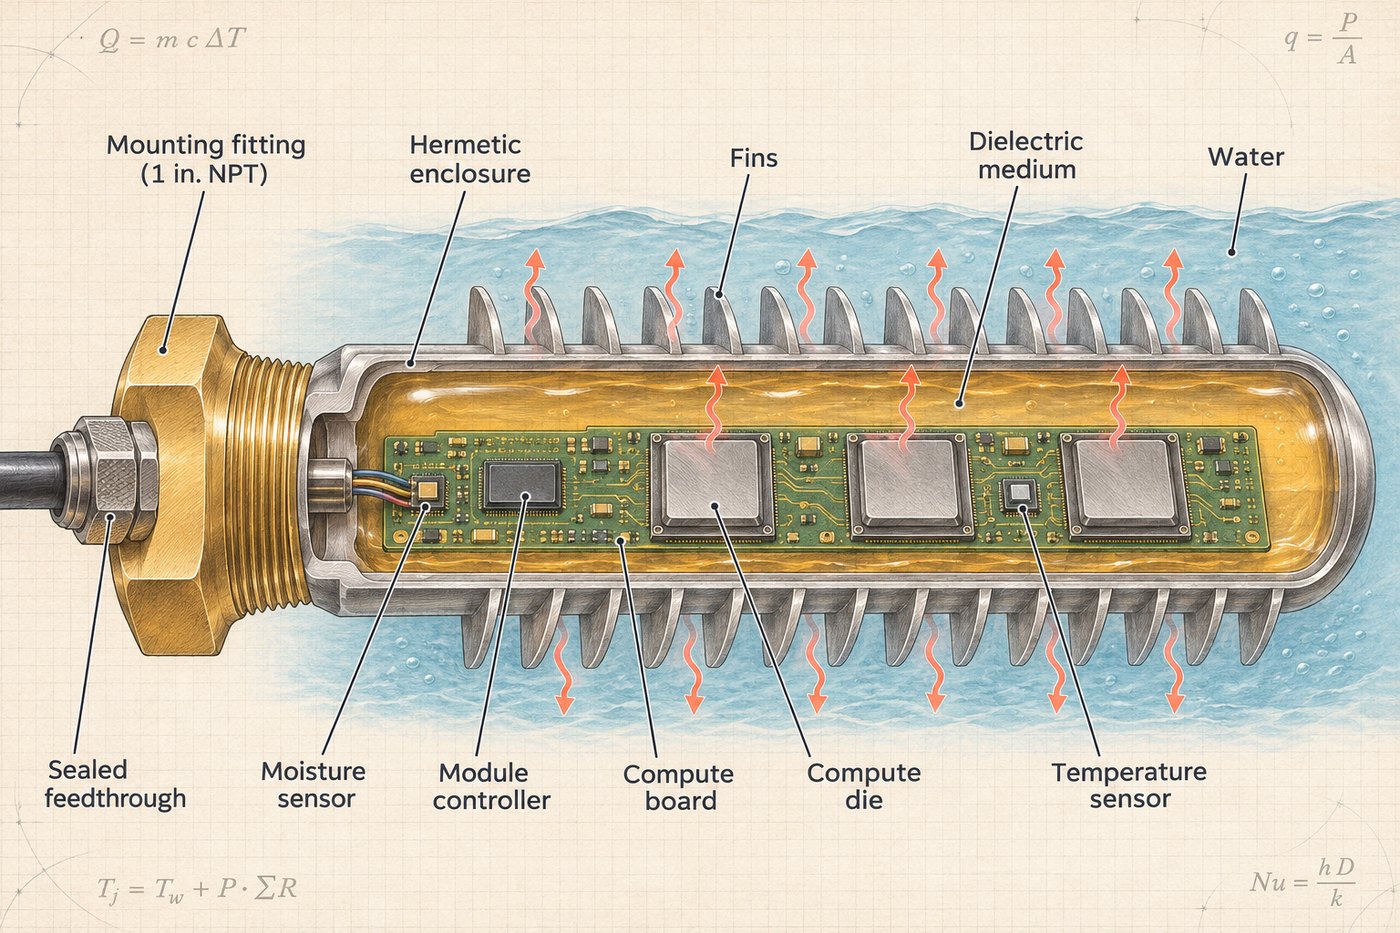 Q = m c ΔT
q = P/A
Mounting fitting
(1 in. NPT)
Hermetic
enclosure
Fins
Dielectric
medium
Water
Sealed
feedthrough
Moisture
sensor
Module
controller
Compute
board
Compute
die
Temperature
sensor
T_j = T_w + P · ΣR
Nu = h D/k